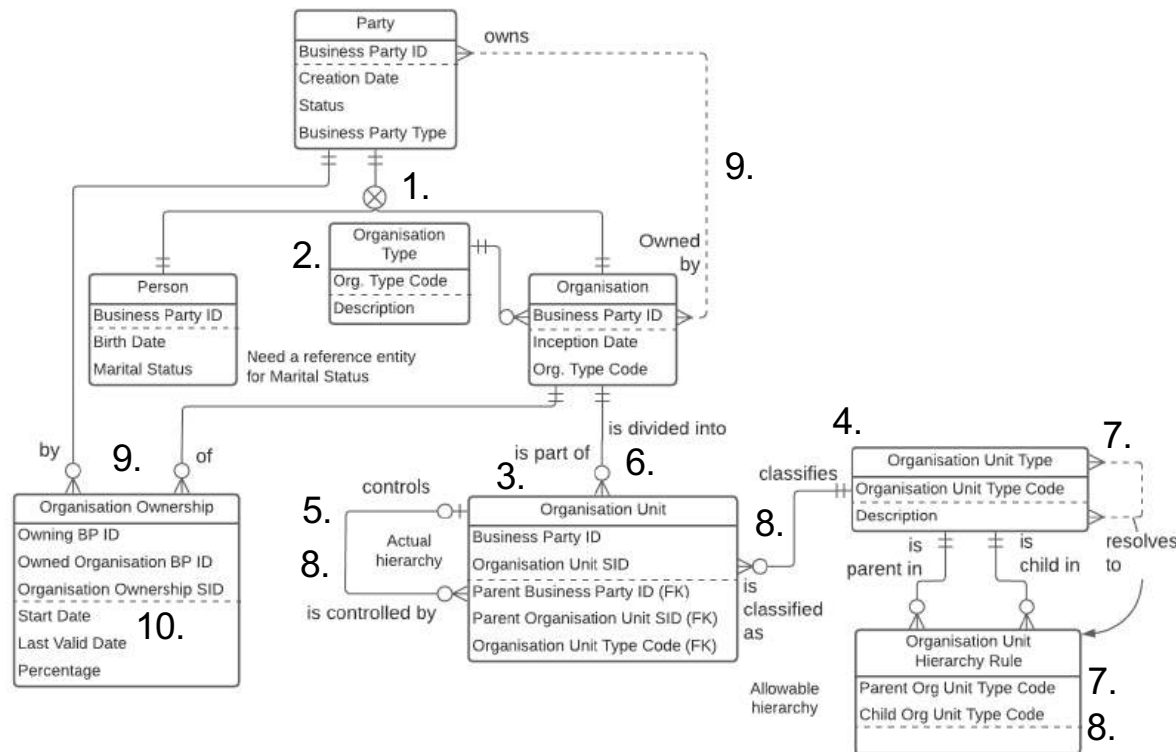 Party
owns
Business Party ID
Creation Date
Status
Business Party Type
1.
9.
2.
Organisation
Type
Org. Type Code
Description
Owned
by
Person
Business Party ID
Birth Date
Marital Status
Need a reference entity
for Marital Status
Organisation
Business Party ID
Inception Date
Org. Type Code
is divided into
is part of
6.
by
9.
of
4.
7.
Organisation Unit Type
Organisation Unit Type Code
Description
classifies
3.
controls
5.
Actual
hierarchy
8.
is controlled by
Organisation Ownership
Owning BP ID
Owned Organisation BP ID
Organisation Ownership SID
Start Date
10.
Last Valid Date
Percentage
Organisation Unit
Business Party ID
Organisation Unit SID
Parent Business Party ID (FK)
Parent Organisation Unit SID (FK)
Organisation Unit Type Code (FK)
8.
is
classified
as
is
parent in
is
child in
resolves
to
Organisation Unit
Hierarchy Rule
Parent Org Unit Type Code
7.
Child Org Unit Type Code
8.
Allowable
hierarchy